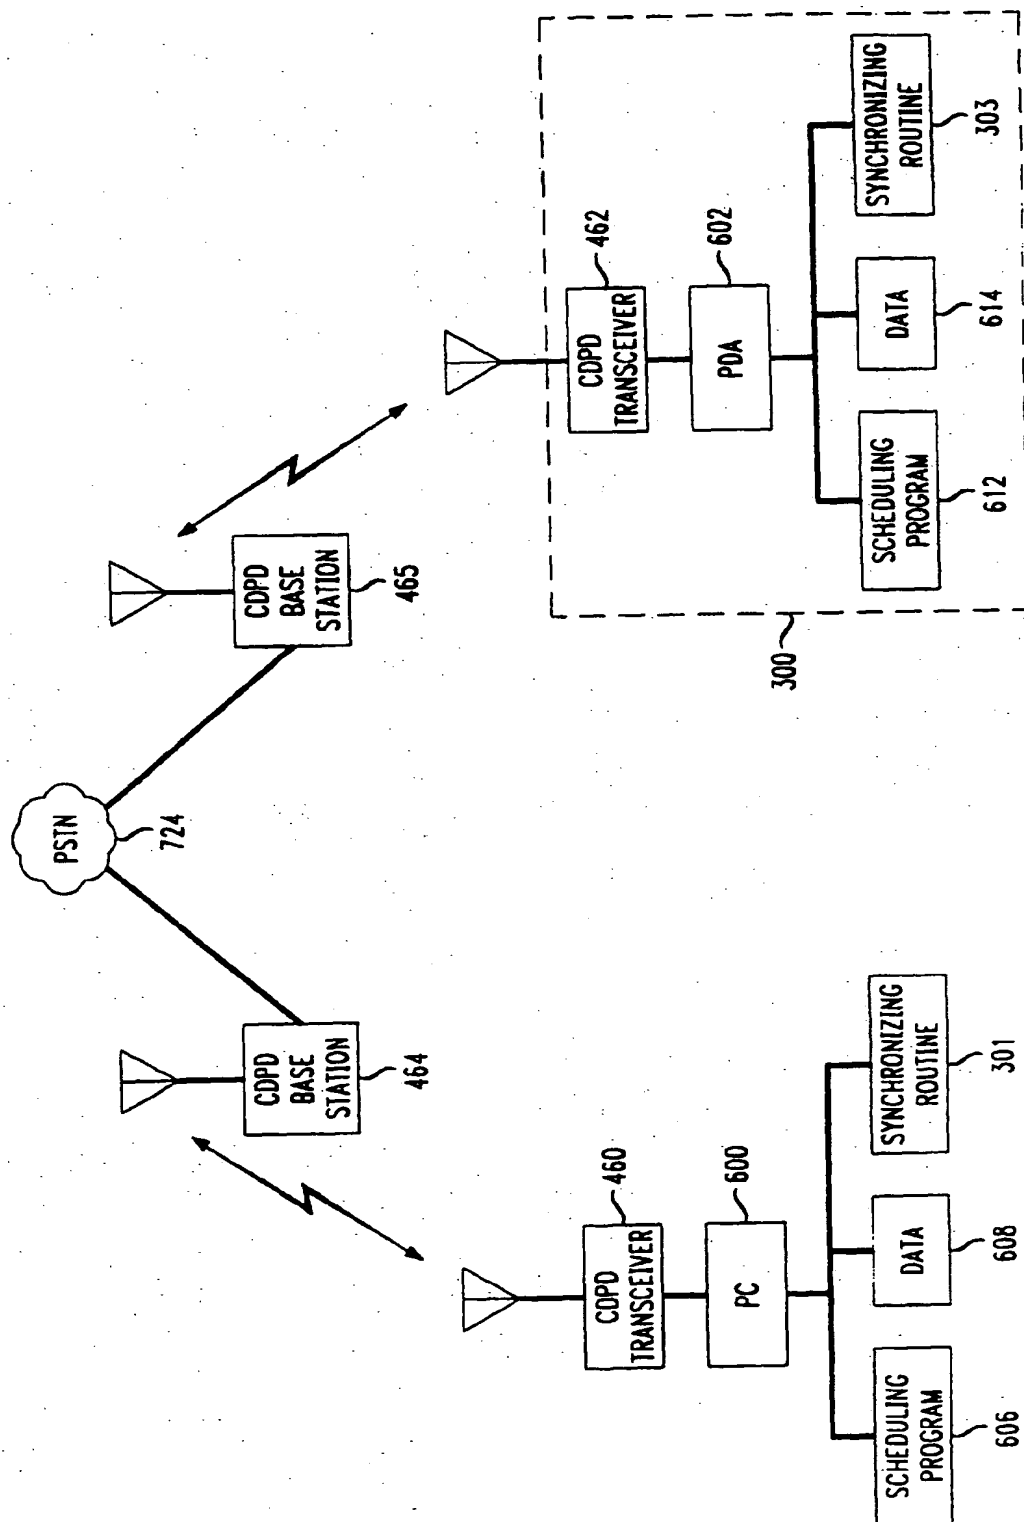 PSTN
724
CDPD
BASE
STATION
464
CDPD
BASE
STATION
465
CDPD
TRANSCEIVER
460
PC
600
SCHEDULING
PROGRAM
606
DATA
608
SYNCHRONIZING
ROUTINE
301
300
CDPD
TRANSCEIVER
462
PDA
602
SCHEDULING
PROGRAM
612
DATA
614
SYNCHRONIZING
ROUTINE
303